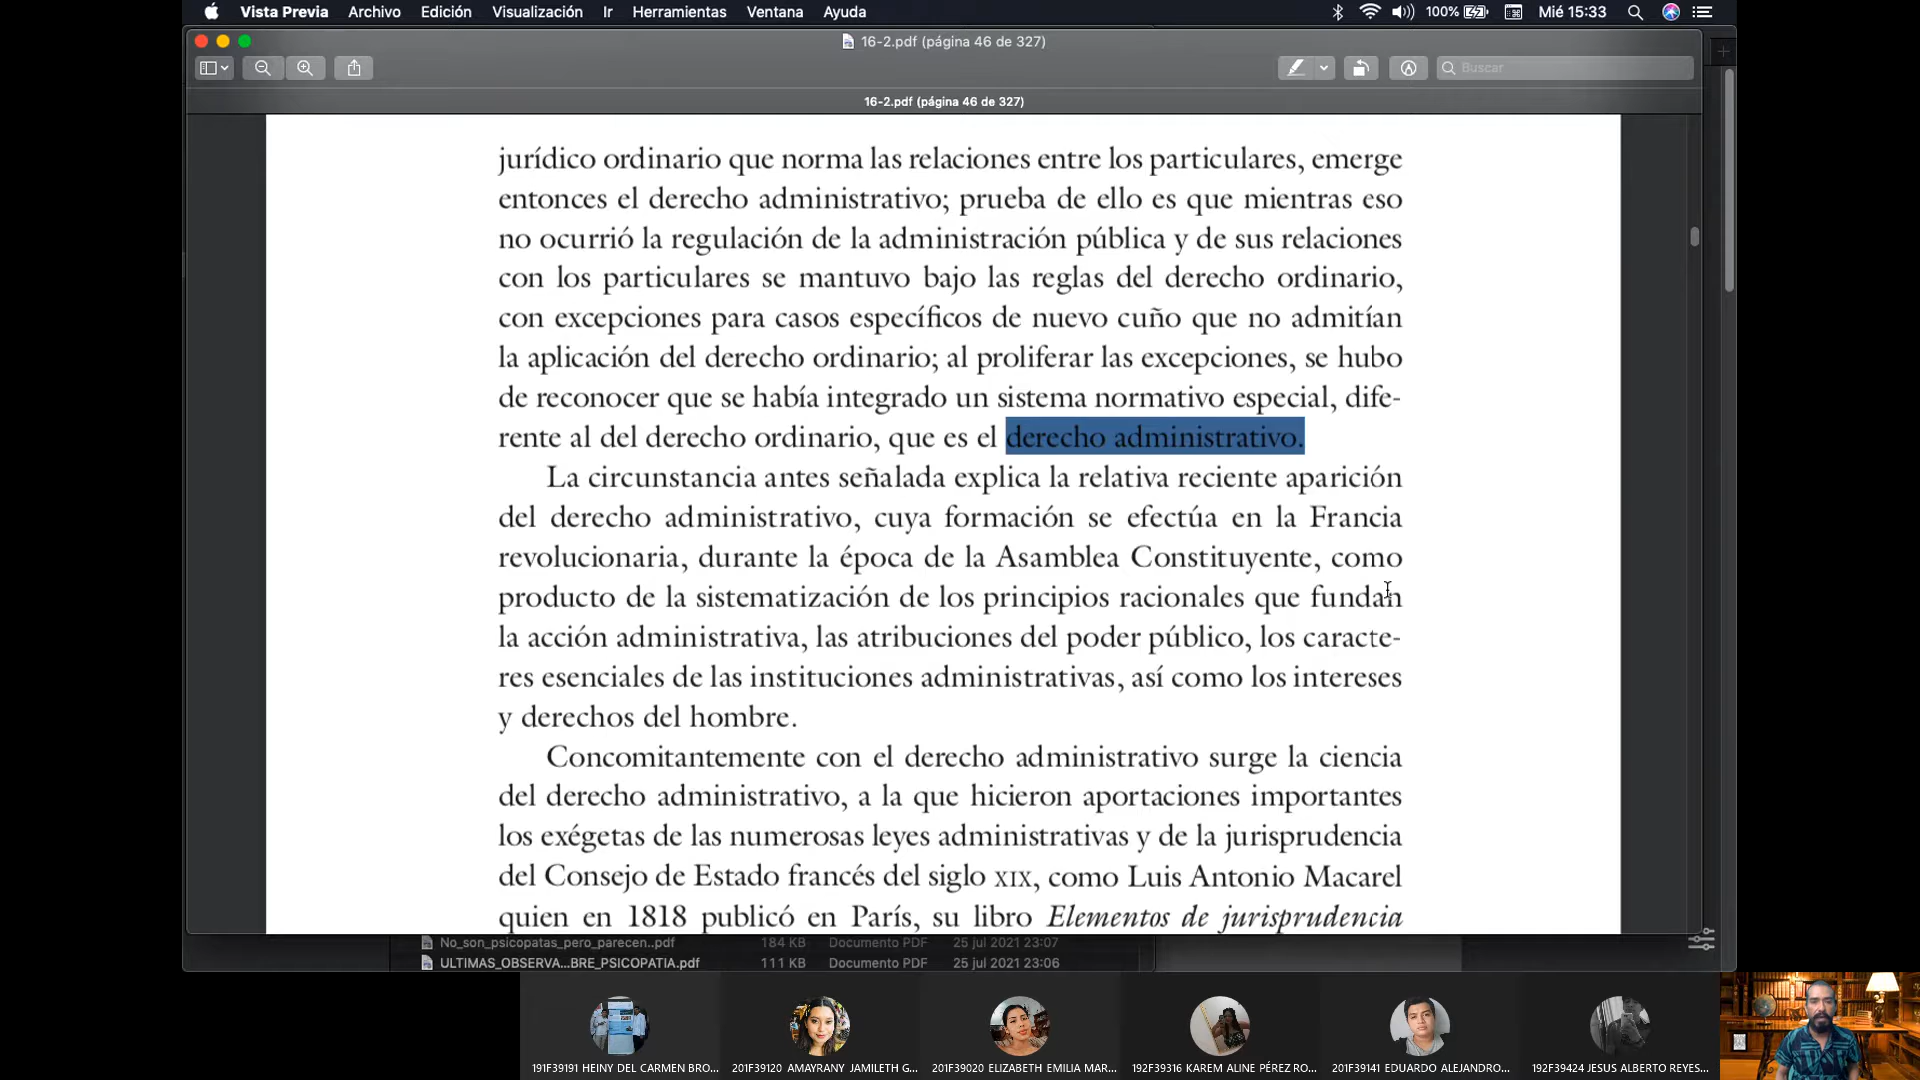 Vista Previa Archivo Edición Visualización Ir Herramientas Ventana Ayuda 100% Mié 15:33
16-2.pdf (página 46 de 327)
Buscar
16-2.pdf (página 46 de 327)
jurídico ordinario que norma las relaciones entre los particulares, emerge
entonces el derecho administrativo; prueba de ello es que mientras eso
no ocurrió la regulación de la administración pública y de sus relaciones
con los particulares se mantuvo bajo las reglas del derecho ordinario,
con excepciones para casos específicos de nuevo cuño que no admitían
la aplicación del derecho ordinario; al proliferar las excepciones, se hubo
de reconocer que se había integrado un sistema normativo especial, dife-
rente al del derecho ordinario, que es el derecho administrativo.
La circunstancia antes señalada explica la relativa reciente aparición
del derecho administrativo, cuya formación se efectúa en la Francia
revolucionaria, durante la época de la Asamblea Constituyente, como
producto de la sistematización de los principios racionales que fundan
la acción administrativa, las atribuciones del poder público, los caracte-
res esenciales de las instituciones administrativas, así como los intereses
y derechos del hombre.
Concomitantemente con el derecho administrativo surge la ciencia
del derecho administrativo, a la que hicieron aportaciones importantes
los exégetas de las numerosas leyes administrativas y de la jurisprudencia
del Consejo de Estado francés del siglo XIX, como Luis Antonio Macarel
quien en 1818 publicó en París, su libro Elementos de jurisprudencia
No_son_psicopatas_pero_parecen..pdf 184 KB Documento PDF 25 jul 2021 23:07
ULTIMAS_OBSERVA...BRE_PSICOPATIA.pdf 111 KB Documento PDF 25 jul 2021 23:06
191F39191 HEINY DEL CARMEN BRO... 201F39120 AMAYRANY JAMILETH G... 201F39020 ELIZABETH EMILIA MAR... 192F39316 KAREM ALINE PÉREZ RO... 201F39141 EDUARDO ALEJANDRO... 192F39424 JESUS ALBERTO REYES...